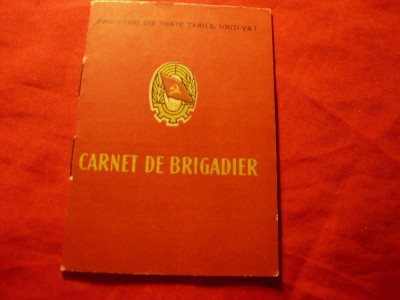 PROLETARI DIN TOATE ȚĂRILE, UNIȚI-VĂ!
CARNET DE BRIGADIER